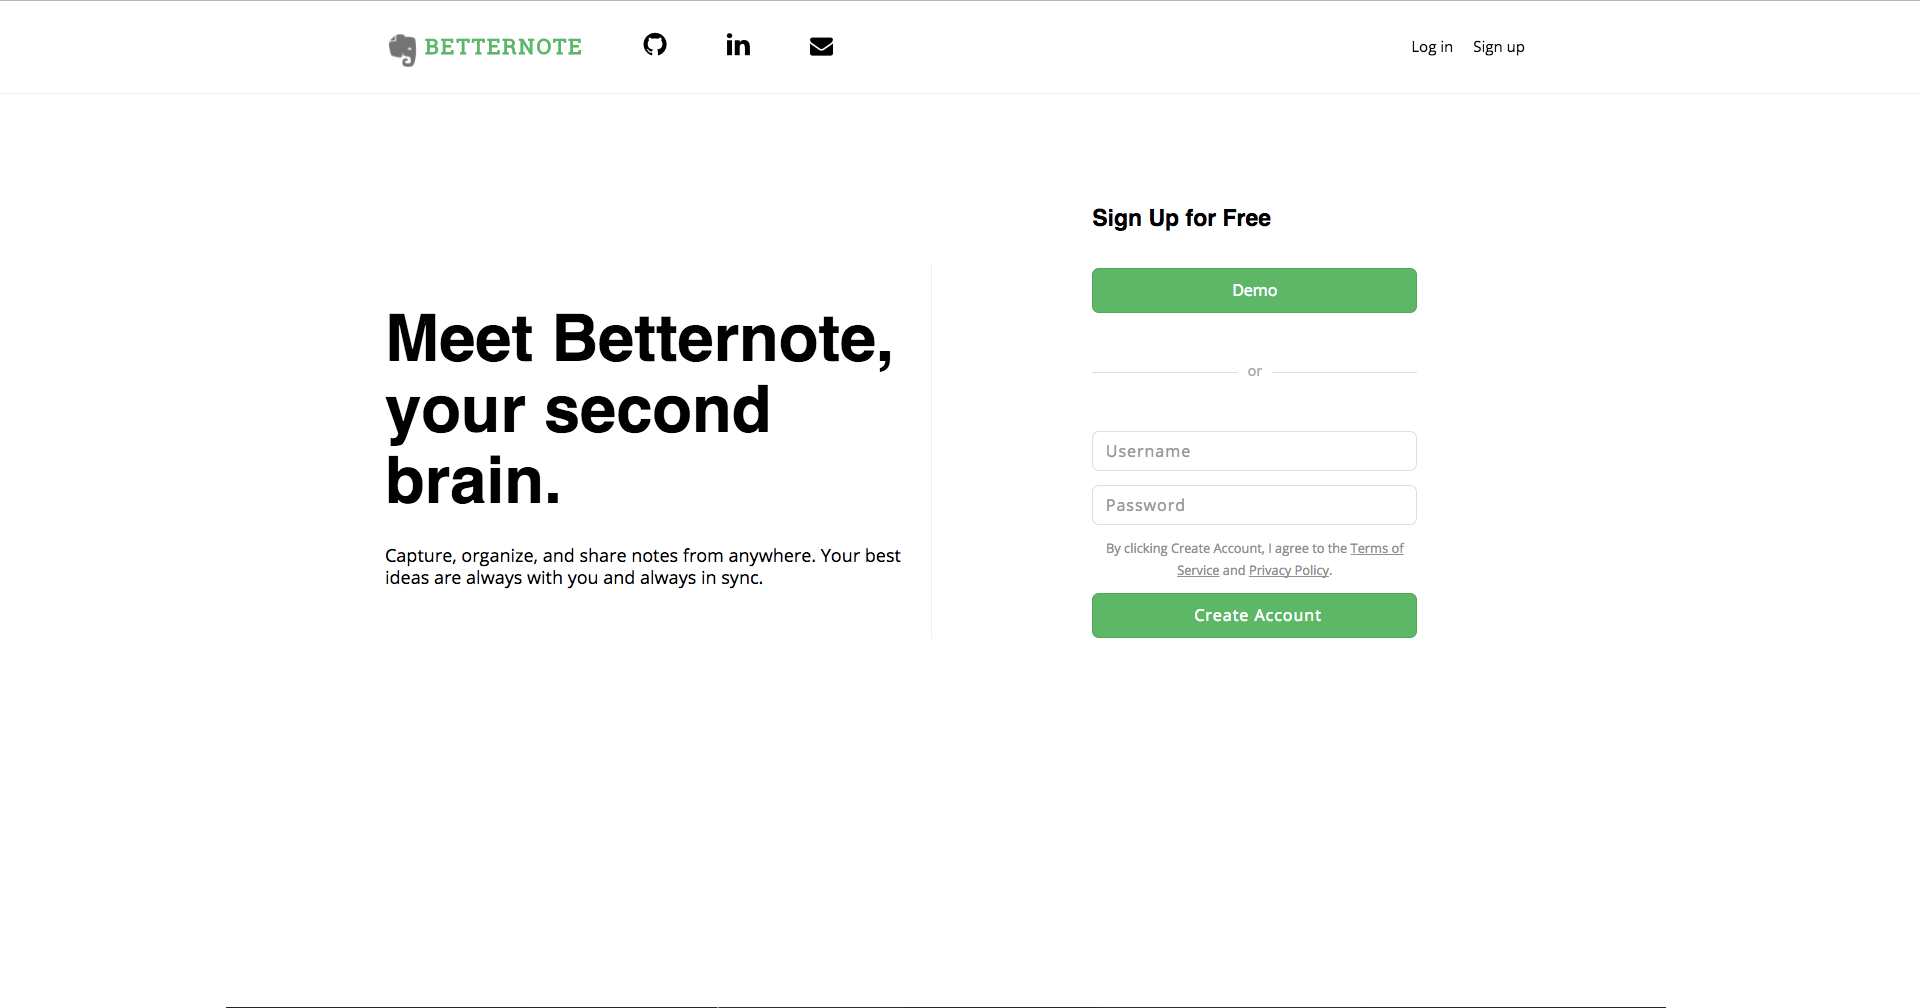 BETTERNOTE
Log in
Sign up
Sign Up for Free
Demo
or
Meet Betternote,
your second
brain.
Capture, organize, and share notes from anywhere. Your best
ideas are always with you and always in sync.
Username
Password
By clicking Create Account, I agree to the Terms of
Service and Privacy Policy.
Create Account